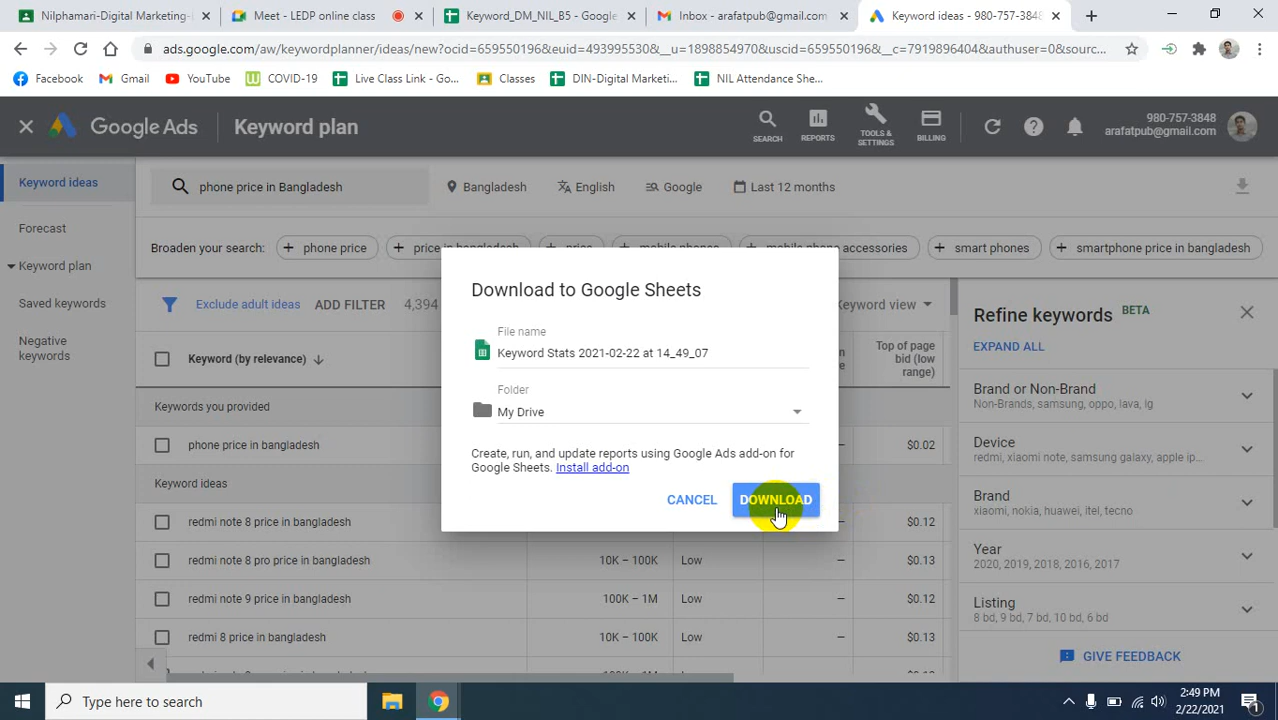 Nilphamari-Digital Marketing-
Meet - LEDP online class
Keyword_DM_NIL_B5 - Google
Inbox - arafatpub@gmail.com
Keyword ideas - 980-757-3848
ads.google.com/aw/keywordplanner/ideas/new?ocid=659550196&euid=493995530&__u=1898854970&uscid=659550196&__c=7919896404&authuser=0&sourc...
Facebook
Gmail
YouTube
COVID-19
Live Class Link - Go...
Classes
DIN-Digital Marketi...
NIL Attendance She...
Google Ads
Keyword plan
SEARCH
REPORTS
TOOLS &
SETTINGS
BILLING
980-757-3848
arafatpub@gmail.com
Keyword ideas
Forecast
Keyword plan
Saved keywords
Negative
keywords
phone price in Bangladesh
Bangladesh
English
Google
Last 12 months
Broaden your search:
phone price
price in bangladesh
price
mobile phones
mobile phone accessories
smart phones
smartphone price in bangladesh
Exclude adult ideas
ADD FILTER
4,394
Keyword view
Keyword (by relevance)
Top of page
bid (low
range)
Keywords you provided
phone price in bangladesh
$0.02
Keyword ideas
redmi note 8 price in bangladesh
$0.12
redmi note 8 pro price in bangladesh
10K – 100K
Low
–
$0.13
redmi note 9 price in bangladesh
100K – 1M
Low
–
$0.12
redmi 8 price in bangladesh
10K – 100K
Low
–
$0.13
Download to Google Sheets
File name
Keyword Stats 2021-02-22 at 14_49_07
Folder
My Drive
Create, run, and update reports using Google Ads add-on for
Google Sheets. Install add-on
CANCEL
DOWNLOAD
Refine keywords BETA
EXPAND ALL
Brand or Non-Brand
Non-Brands, samsung, oppo, lava, ig
Device
redmi, xiaomi note, samsung galaxy, apple ip...
Brand
xiaomi, nokia, huawei, itel, tecno
Year
2020, 2019, 2018, 2016, 2017
Listing
8 bd, 9 bd, 7 bd, 10 bd, 6 bd
GIVE FEEDBACK
Type here to search
2:49 PM
2/22/2021
1